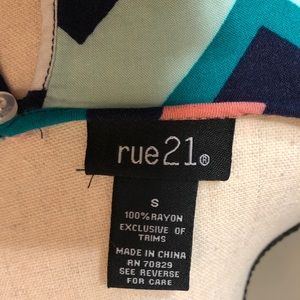 rue21®
S
100% RAYON
EXCLUSIVE OF
TRIMS
MADE IN CHINA
RN 70829
SEE REVERSE
FOR CARE